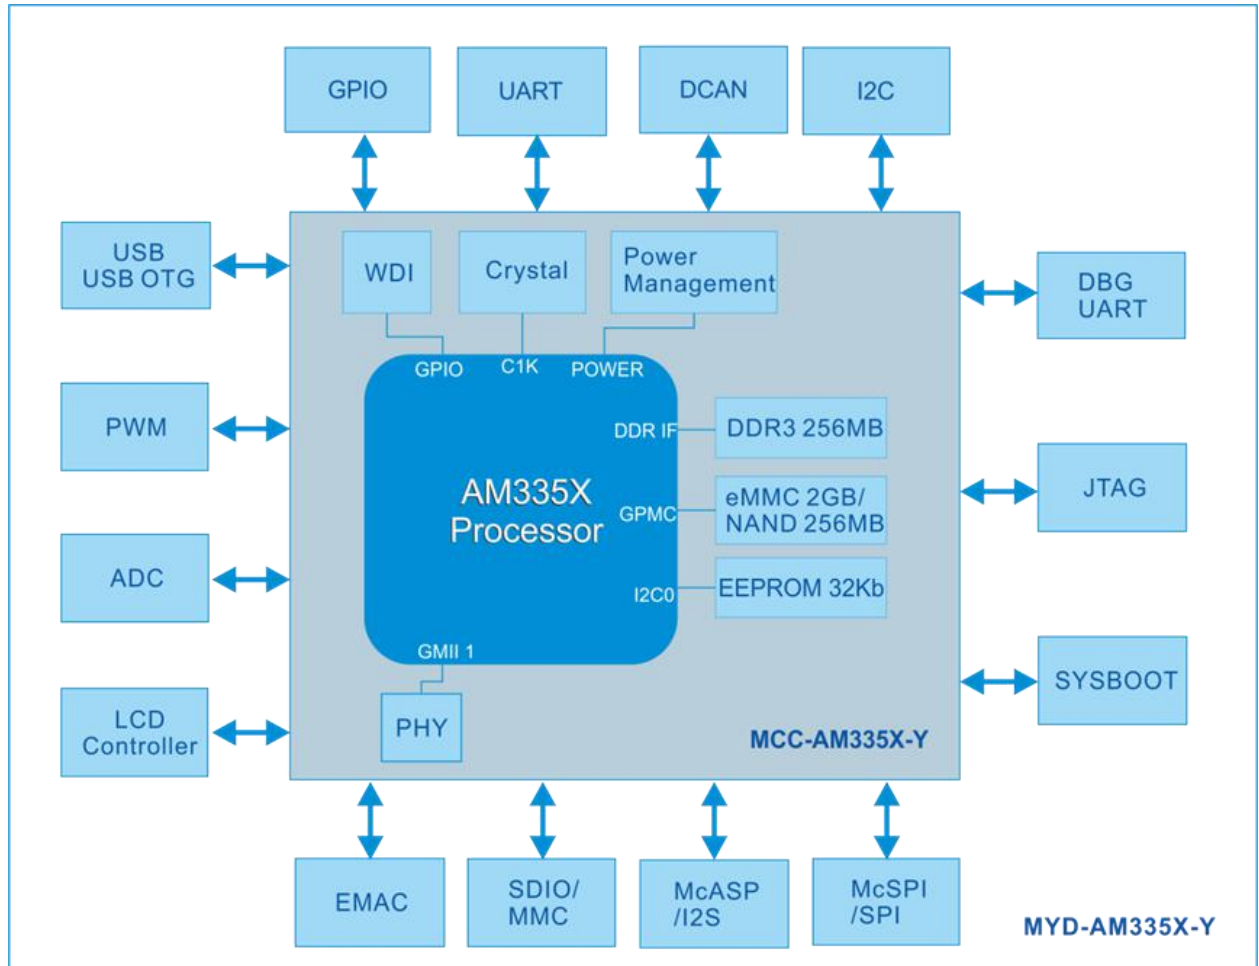 GPIO
UART
DCAN
I2C
USB
USB OTG
WDI
Crystal
Power
Management
DBG
UART
GPIO
C1K
POWER
PWM
DDR IF
DDR3 256MB
JTAG
AM335X
Processor
GPMC
eMMC 2GB/
NAND 256MB
ADC
I2C0
EEPROM 32Kb
GMII 1
SYSBOOT
LCD
Controller
PHY
MCC-AM335X-Y
EMAC
SDIO/
MMC
McASP
/I2S
McSPI
/SPI
MYD-AM335X-Y